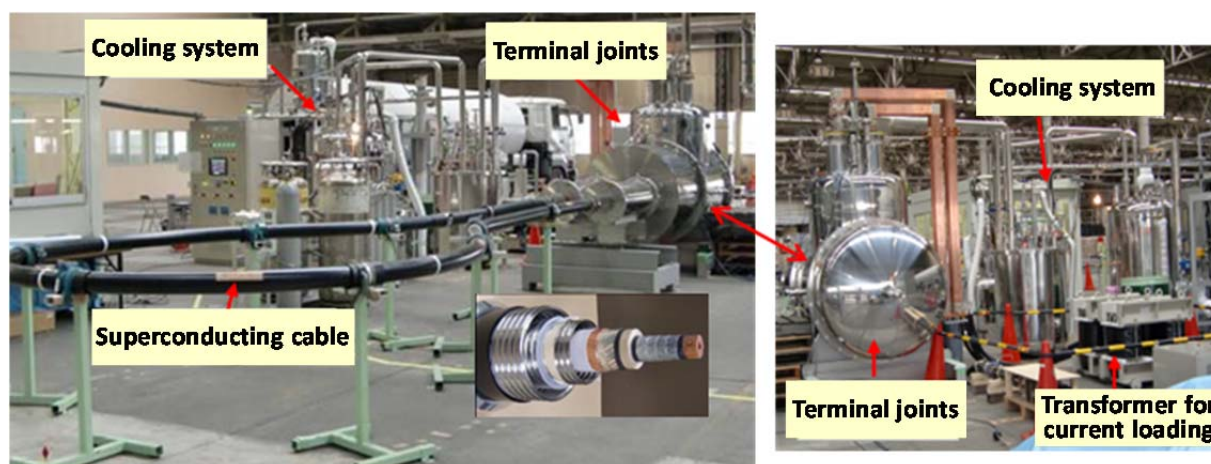 Cooling system
Terminal joints
Superconducting cable
Cooling system
Terminal joints
Transformer for
current loading